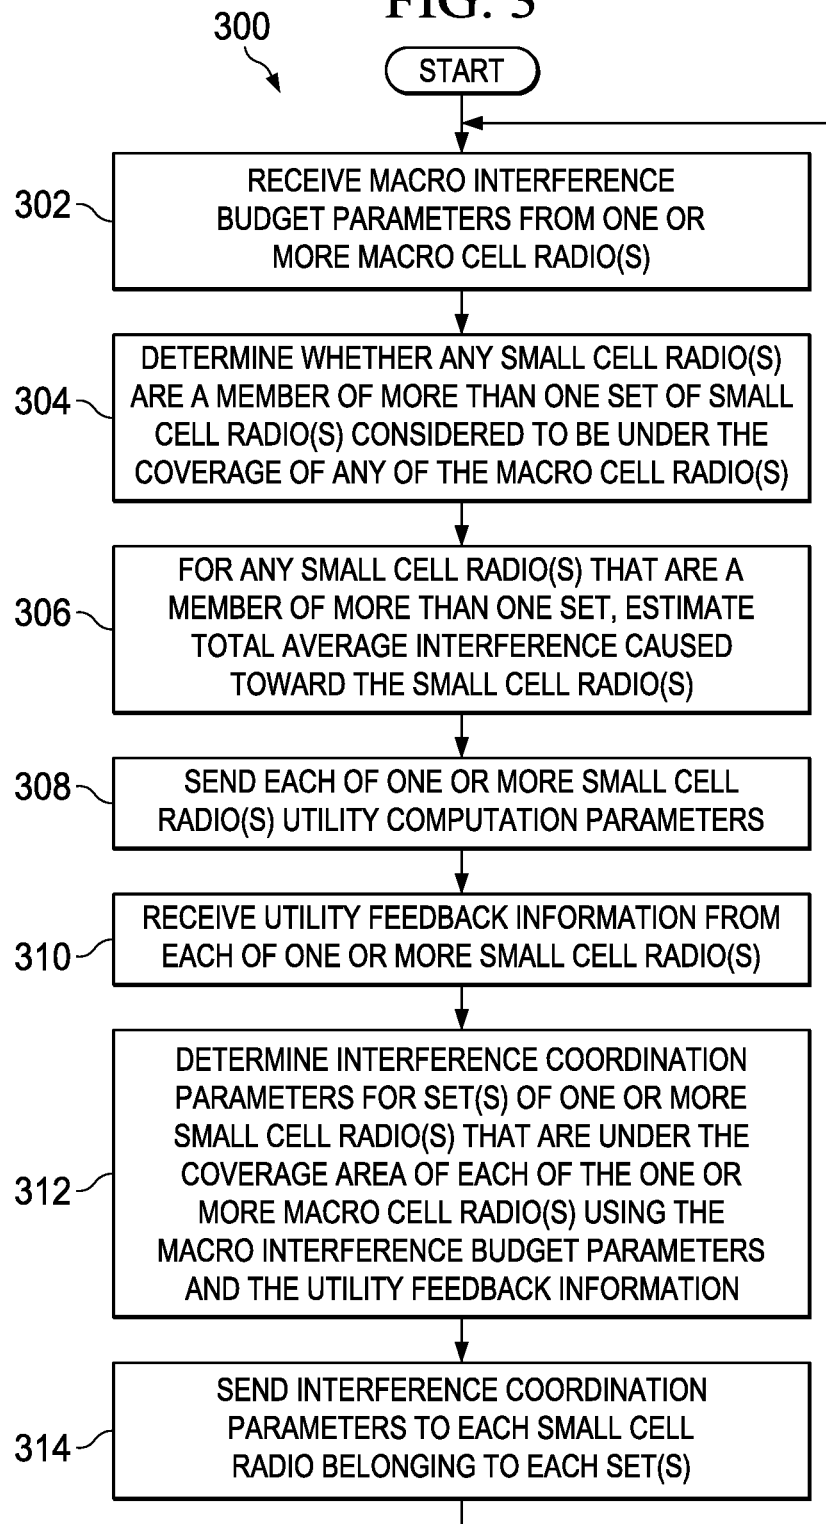 FIG. 3
300
START
302
RECEIVE MACRO INTERFERENCE
BUDGET PARAMETERS FROM ONE OR
MORE MACRO CELL RADIO(S)
304
DETERMINE WHETHER ANY SMALL CELL RADIO(S)
ARE A MEMBER OF MORE THAN ONE SET OF SMALL
CELL RADIO(S) CONSIDERED TO BE UNDER THE
COVERAGE OF ANY OF THE MACRO CELL RADIO(S)
306
FOR ANY SMALL CELL RADIO(S) THAT ARE A
MEMBER OF MORE THAN ONE SET, ESTIMATE
TOTAL AVERAGE INTERFERENCE CAUSED
TOWARD THE SMALL CELL RADIO(S)
308
SEND EACH OF ONE OR MORE SMALL CELL
RADIO(S) UTILITY COMPUTATION PARAMETERS
310
RECEIVE UTILITY FEEDBACK INFORMATION FROM
EACH OF ONE OR MORE SMALL CELL RADIO(S)
312
DETERMINE INTERFERENCE COORDINATION
PARAMETERS FOR SET(S) OF ONE OR MORE
SMALL CELL RADIO(S) THAT ARE UNDER THE
COVERAGE AREA OF EACH OF THE ONE OR
MORE MACRO CELL RADIO(S) USING THE
MACRO INTERFERENCE BUDGET PARAMETERS
AND THE UTILITY FEEDBACK INFORMATION
314
SEND INTERFERENCE COORDINATION
PARAMETERS TO EACH SMALL CELL
RADIO BELONGING TO EACH SET(S)